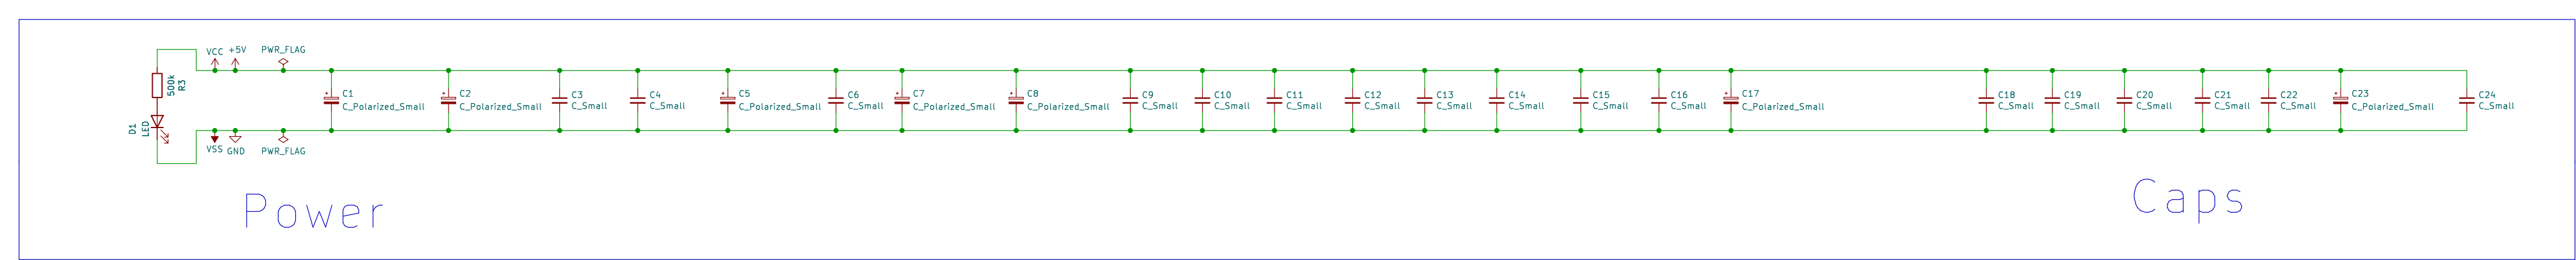 VCC
+5V
PWR_FLAG
500k
R3
D1
LED
VSS
GND
PWR_FLAG
C1
C_Polarized_Small
C2
C_Polarized_Small
C3
C_Small
C4
C_Small
C5
C_Polarized_Small
C6
C_Small
C7
C_Polarized_Small
C8
C_Polarized_Small
C9
C_Small
C10
C_Small
C11
C_Small
C12
C_Small
C13
C_Small
C14
C_Small
C15
C_Small
C16
C_Small
C17
C_Polarized_Small
C18
C_Small
C19
C_Small
C20
C_Small
C21
C_Small
C22
C_Small
C23
C_Polarized_Small
C24
C_Small
Power
Caps